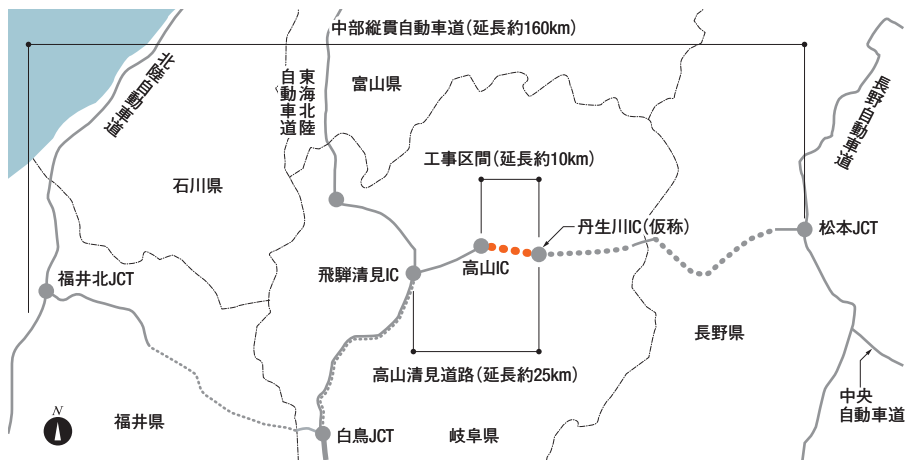 中部縦貫自動車道（延長約160km）
北陸自動車道
東海北陸
自動車道
富山県
長野自動車道
工事区間（延長約10km）
石川県
丹生川IC（仮称）
松本JCT
高山IC
飛騨清見IC
福井北JCT
長野県
高山清見道路（延長約25km）
中央
自動車道
N
福井県
白鳥JCT
岐阜県